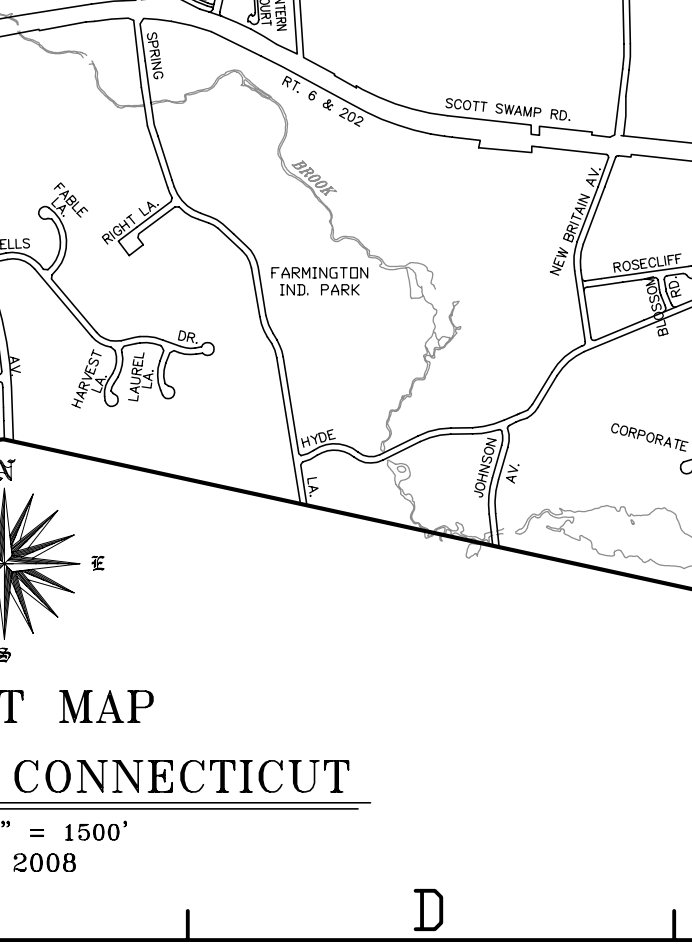 SPRING
RT. 6 & 202
SCOTT SWAMP RD.
BROOK
NEW BRITAIN AV.
FABLE
LA.
RIGHT LA.
ELLS
FARMINGTON
IND. PARK
ROSECLIFF
BLOSSOM
RD.
DR.
HARVEST
LA.
LAUREL
LA.
AV.
HYDE
LA.
JOHNSON
AV.
CORPORATE
N
E
S
T MAP
CONNECTICUT
" = 1500'
2008
D